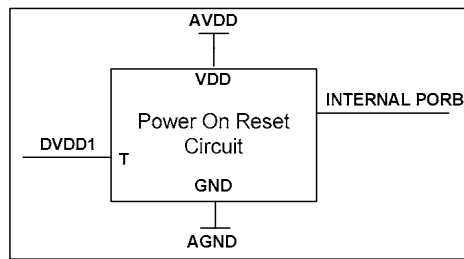 AVDD
VDD
INTERNAL PORB
Power On Reset
Circuit
DVDD1
T
GND
AGND